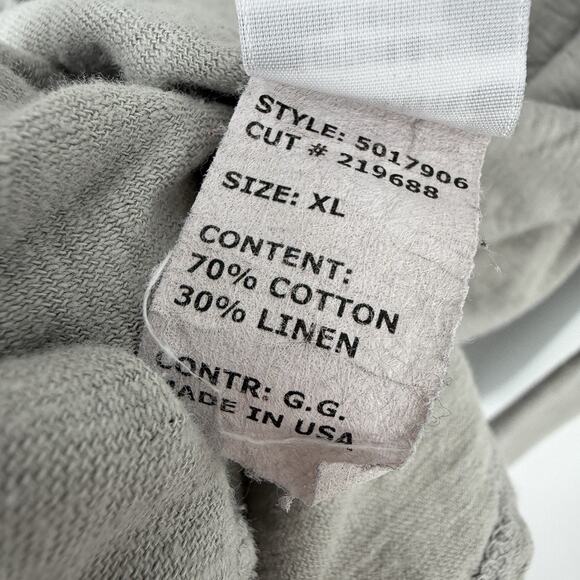 STYLE: 5017906
CUT # 219688
SIZE: XL
CONTENT:
70% COTTON
30% LINEN
CONTR: G.G.
MADE IN USA